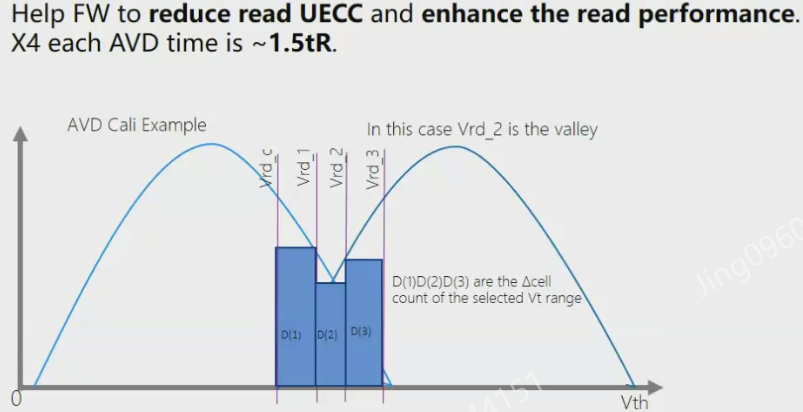 Help FW to reduce read UECC and enhance the read performance.
X4 each AVD time is ~1.5tR.
AVD Cali Example
In this case Vrd_2 is the valley
Vrd_c
Vrd_1
Vrd_2
Vrd_3
D(1)D(2)D(3) are the Δcell
count of the selected Vt range
D(1)
D(2)
D(3)
0
Vth
Jing0960
44151